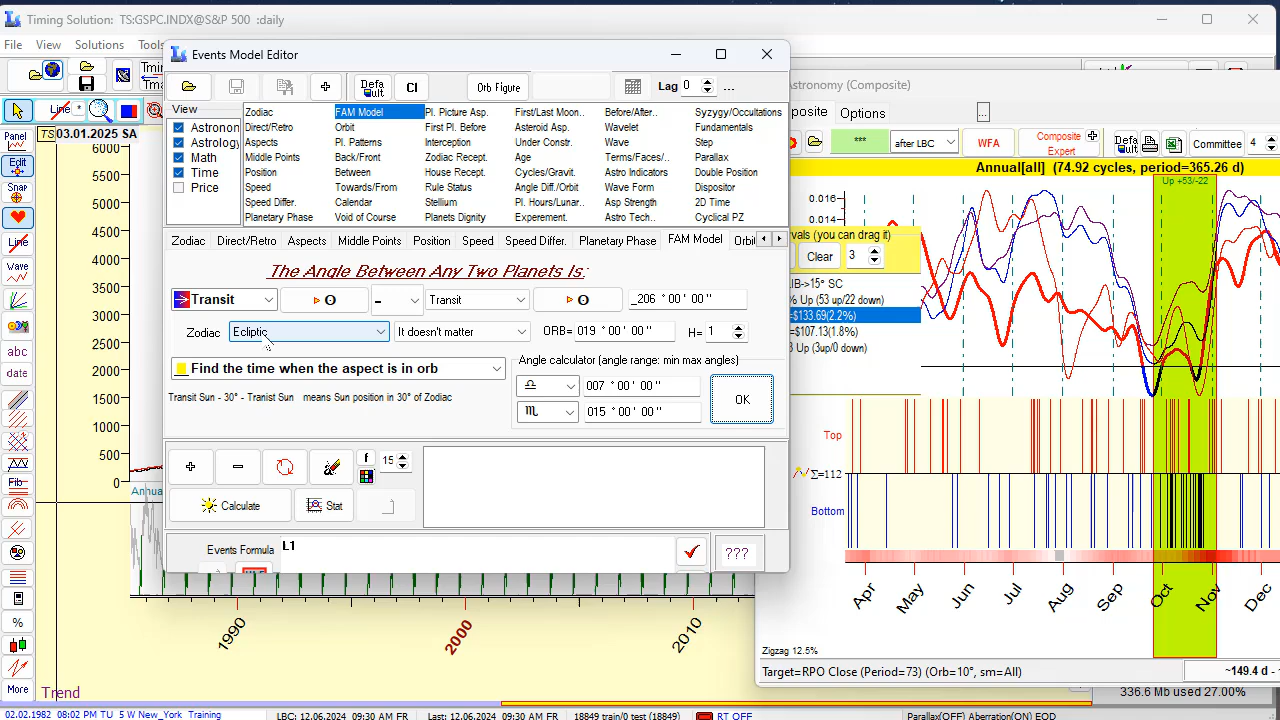 Timing Solution: TS:GSPC.INDX@S&P 500 :daily
File View Solutions Tools
Events Model Editor
Defa ult
CI
Orb Figure
Lag 0
...
View
Astronom
Astrology
Math
Time
Price
Zodiac FAM Model Pl. Picture Asp. First/Last Moon.. Before/After.. Syzygy/Occultations
Direct/Retro Orbit First Pl. Before Asteroid Asp. Wavelet Fundamentals
Aspects Pl. Patterns Interception Under Constr. Wave Step
Middle Points Back/Front Zodiac Recept. Age Terms/Faces/.. Parallax
Position Between House Recept. Cycles/Gravit. Astro Indicators Double Position
Speed Towards/From Rule Status Angle Diff./Orbit Wave Form Dispositor
Speed Differ. Calendar Stellium Pl. Hours/Lunar.. Asp Strength 2D Time
Planetary Phase Void of Course Planets Dignity Experement. Astro Tech.. Cyclical PZ
Zodiac Direct/Retro Aspects Middle Points Position Speed Speed Diff Planetary Phase FAM Model Orbi
The Angle Between Any Two Planets Is:
Transit – Transit _206 °00'00"
Zodiac Ecliptic It doesn't matter ORB= 019 °00'00" H= 1
Find the time when the aspect is in orb
Transit Sun - 30° - Tranist Sun means Sun position in 30° of Zodiac
Angle calculator (angle range: min max angles)
♎ 007 °00'00"
♏ 015 °00'00"
OK
+ - f 15
Calculate Stat
Events Formula L1
???
Timi
Tma
Line *
Panel
Edit
Snap
Line
Wave
abc
date
Fib
%
More
TS 03.01.2025 SA
6000
5500
5000
4500
4000
3500
3000
2500
2000
1500
1000
500
0
Annua
1990
2000
2010
Trend
Astronomy (Composite)
posite Options
...
*** after LBC WFA Composite Expert Defa ult Committee 4
Annual[all] (74.92 cycles, period=365.26 d)
Up +53/-22
0.016
0.014
rvals (you can drag it)
Clear 3
IB->15° SC
% Up (53 up/22 down)
=$133.69(2.2%)
=$107.13(1.8%)
3 Up (3up/0 down)
Top
Σ=112
Bottom
Apr May Jun Jul Aug Sep Oct Nov Dec
Zigzag 12.5%
Target=RPO Close (Period=73) (Orb=10°, sm=All)
~149.4 d -
336.6 Mb used 27.00%
02.02.1982 08:02 PM TU 5 W New_York Training
LBC: 12.06.2024 09:30 AM FR
Last: 12.06.2024 09:30 AM FR
18849 train/0 test (18849)
RT OFF
Parallax(OFF) Aberration(ON) EOD